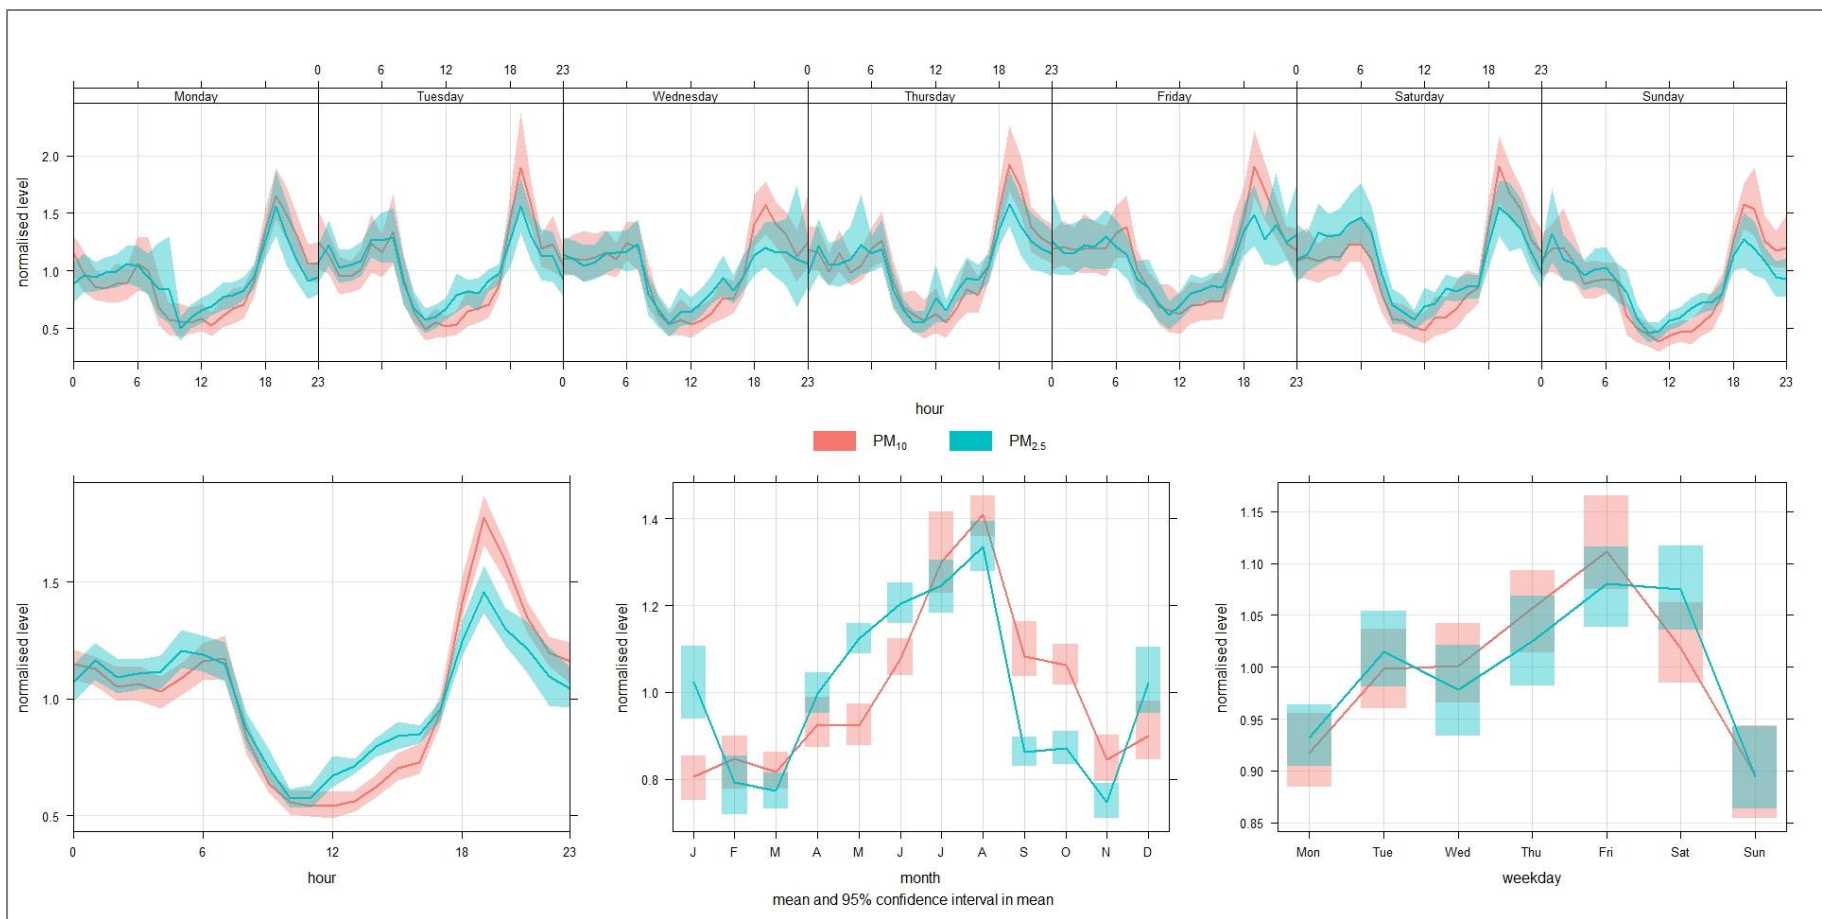 0 6 12 18 23 0 6 12 18 23 0 6 12 18 23
Monday Tuesday Wednesday Thursday Friday Saturday Sunday
normalised level
2.0
1.5
1.0
0.5
0 6 12 18 23 0 6 12 18 23 0 6 12 18 23 0 6 12 18 23
hour
PM10 PM2.5
normalised level
1.5
1.0
0.5
0 6 12 18 23
hour
normalised level
1.4
1.2
1.0
0.8
J F M A M J J A S O N D
month
normalised level
1.15
1.10
1.05
1.00
0.95
0.90
0.85
Mon Tue Wed Thu Fri Sat Sun
weekday
mean and 95% confidence interval in mean